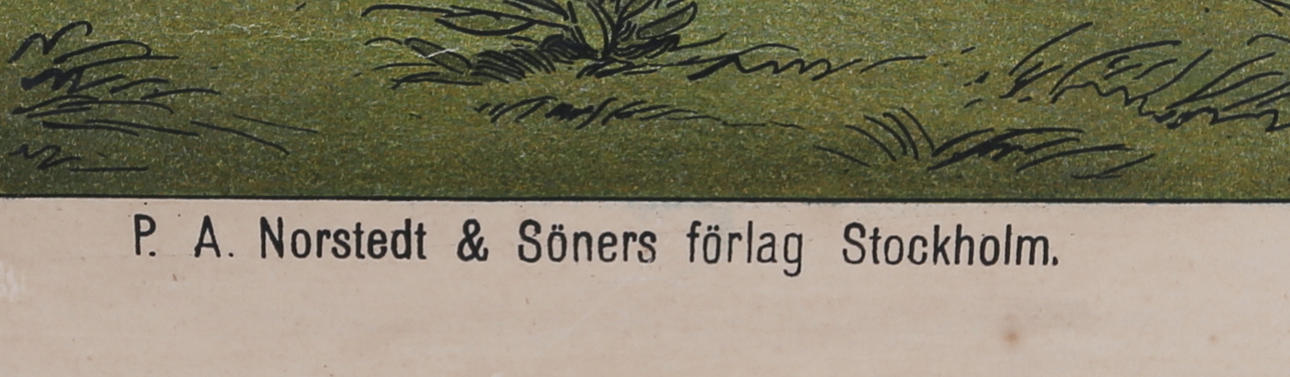 P. A. Norstedt & Söners förlag Stockholm.